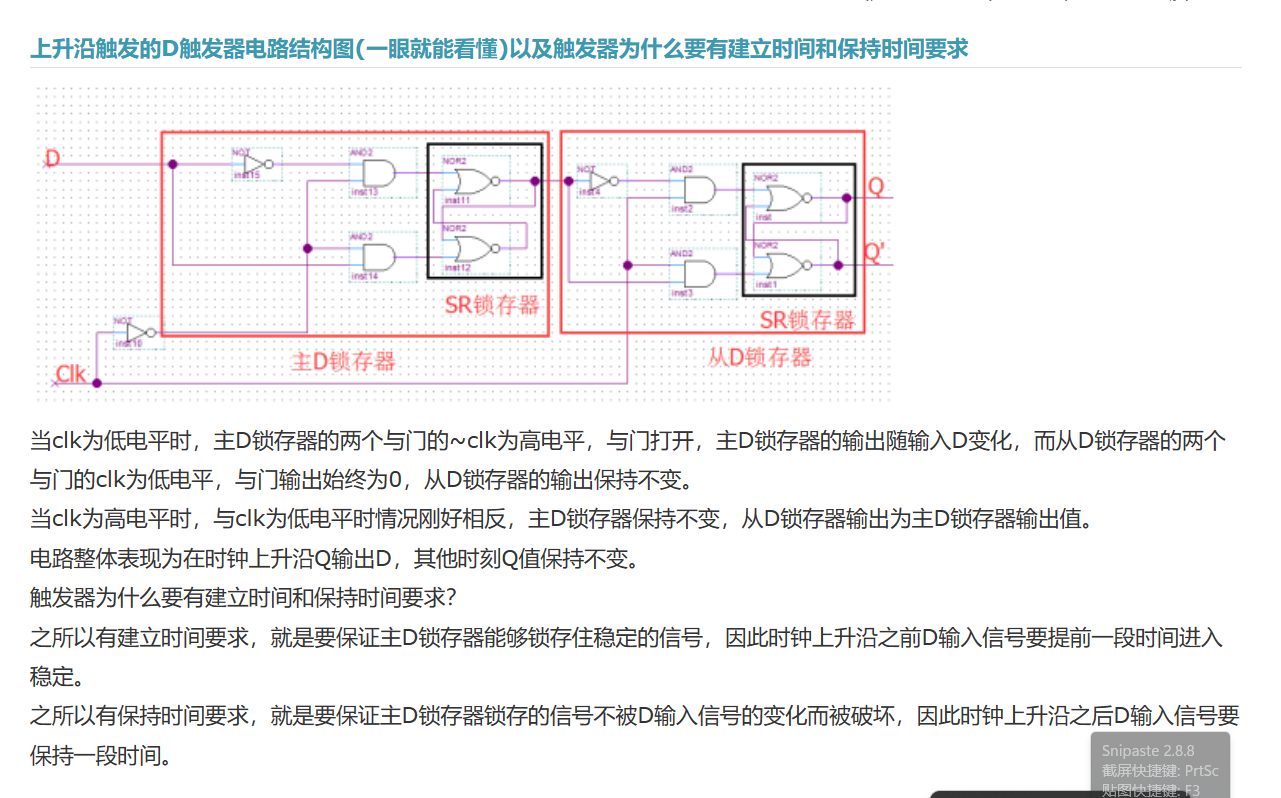 上升沿触发的D触发器电路结构图(一眼就能看懂)以及触发器为什么要有建立时间和保持时间要求
D
NOT
inst15
AND2
inst13
NOR2
inst11
NOT
inst4
AND2
inst2
NOR2
inst
Q
AND2
inst14
NOR2
inst12
AND2
inst3
NOR2
inst1
Q'
SR锁存器
SR锁存器
NOT
inst10
主D锁存器
从D锁存器
Clk
当clk为低电平时，主D锁存器的两个与门的~clk为高电平，与门打开，主D锁存器的输出随输入D变化，而从D锁存器的两个
与门的clk为低电平，与门输出始终为0，从D锁存器的输出保持不变。
当clk为高电平时，与clk为低电平时情况刚好相反，主D锁存器保持不变，从D锁存器输出为主D锁存器输出值。
电路整体表现为在时钟上升沿Q输出D，其他时刻Q值保持不变。
触发器为什么要有建立时间和保持时间要求？
之所以有建立时间要求，就是要保证主D锁存器能够锁存住稳定的信号，因此时钟上升沿之前D输入信号要提前一段时间进入
稳定。
之所以有保持时间要求，就是要保证主D锁存器锁存的信号不被D输入信号的变化而被破坏，因此时钟上升沿之后D输入信号要
保持一段时间。
Snipaste 2.8.8
截屏快捷键: PrtSc
贴图快捷键: F3